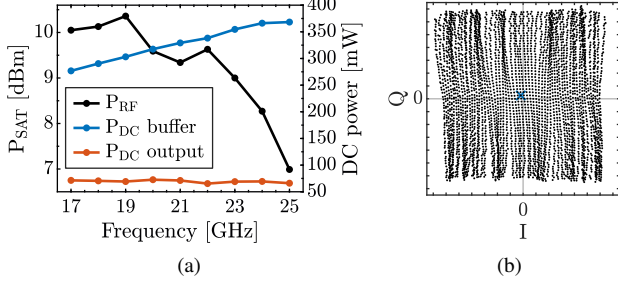 P_SAT [dBm]
10
9
8
7
P_RF
P_DC buffer
P_DC output
400
350
300
250
200
150
100
50
DC power [mW]
17 19 21 23 25
Frequency [GHz]
(a)
Q
0
0
I
(b)